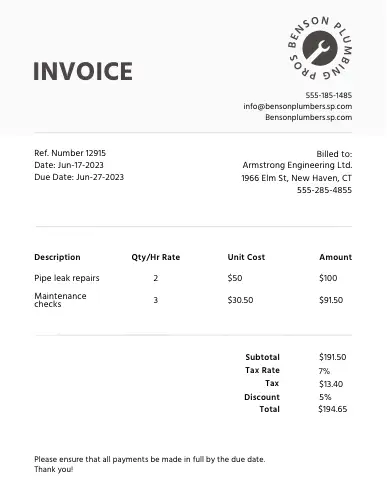 BENSON PLUMBING PROS
INVOICE
555-185-1485
info@bensonplumbers.sp.com
Bensonplumbers.sp.com
Ref. Number 12915
Date: Jun-17-2023
Due Date: Jun-27-2023
Billed to:
Armstrong Engineering Ltd.
1966 Elm St, New Haven, CT
555-285-4855
Description Qty/Hr Rate Unit Cost Amount
Pipe leak repairs 2 $50 $100
Maintenance
checks 3 $30.50 $91.50
Subtotal $191.50
Tax Rate 7%
Tax $13.40
Discount 5%
Total $194.65
Please ensure that all payments be made in full by the due date.
Thank you!